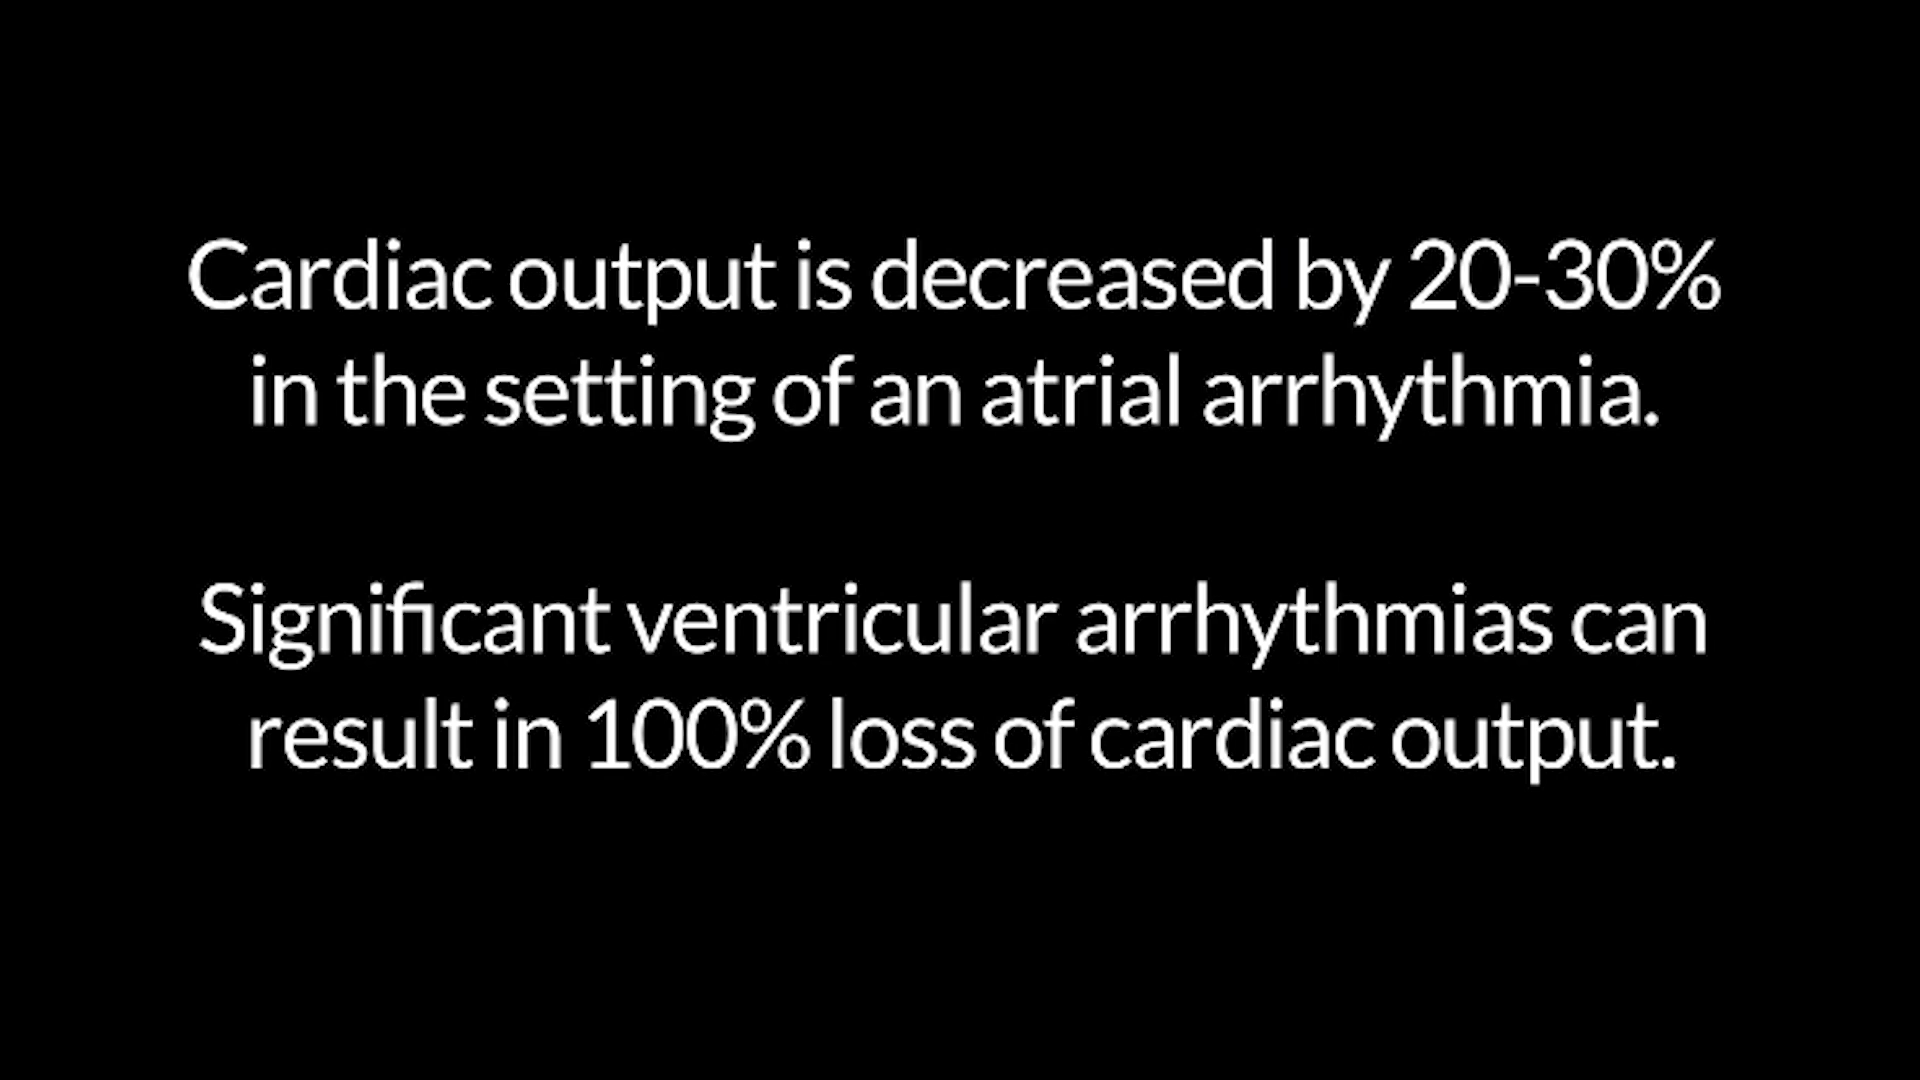 Cardiac output is decreased by 20-30%
in the setting of an atrial arrhythmia.
Significant ventricular arrhythmias can
result in 100% loss of cardiac output.